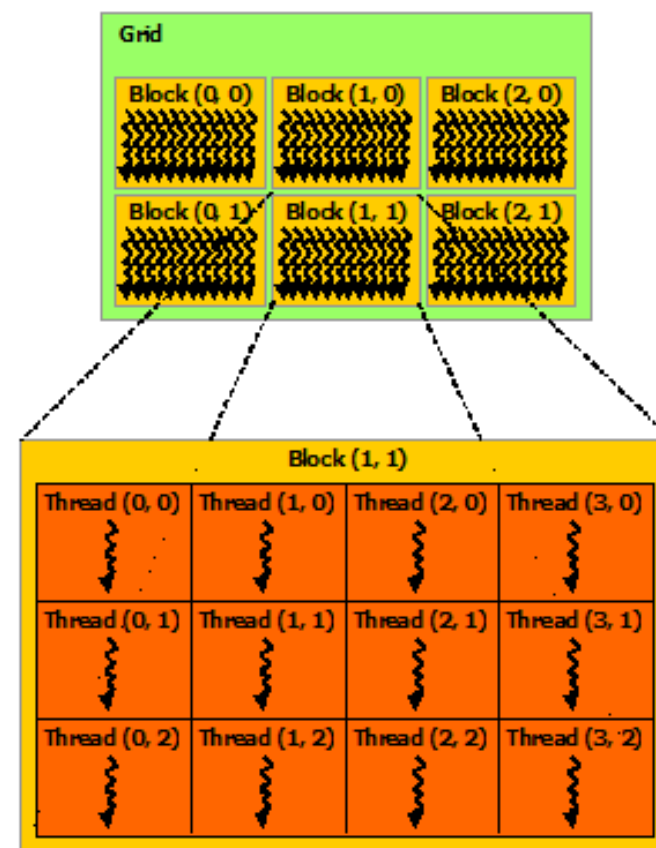 Grid
Block (0, 0) Block (1, 0) Block (2, 0)
Block (0, 1) Block (1, 1) Block (2, 1)
Block (1, 1)
Thread (0, 0) Thread (1, 0) Thread (2, 0) Thread (3, 0)
Thread (0, 1) Thread (1, 1) Thread (2, 1) Thread (3, 1)
Thread (0, 2) Thread (1, 2) Thread (2, 2) Thread (3, 2)